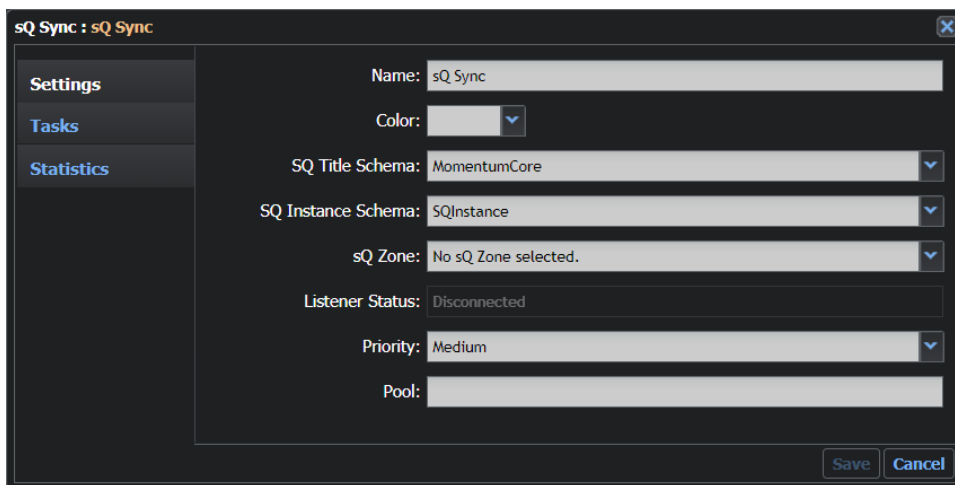 sQ Sync : sQ Sync
Settings
Tasks
Statistics
Name: sQ Sync
Color:
SQ Title Schema: MomentumCore
SQ Instance Schema: SQInstance
sQ Zone: No sQ Zone selected.
Listener Status: Disconnected
Priority: Medium
Pool:
Save Cancel